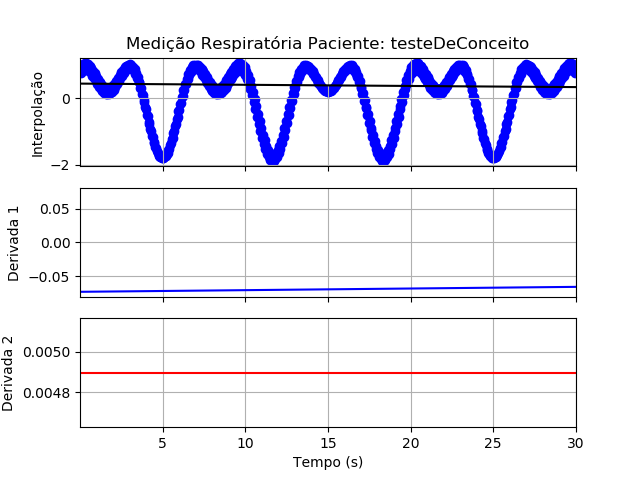 Medição Respiratória Paciente: testeDeConceito
Interpolação
0
−2
Derivada 1
0.05
0.00
−0.05
Derivada 2
0.0050
0.0048
5 10 15 20 25 30
Tempo (s)